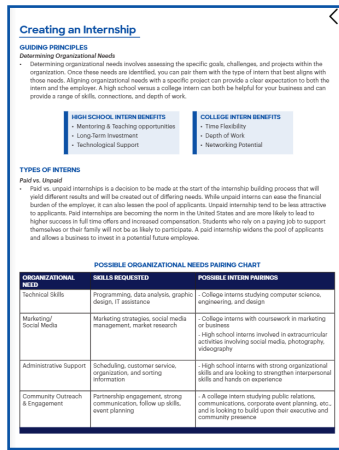 Creating an Internship
GUIDING PRINCIPLES
Determining Organizational Needs
• Determining organizational needs involves assessing the specific goals, challenges, and projects within the
organization. Once these needs are identified, you can pair them with the type of intern that best aligns with
those needs. Aligning organizational needs with a specific project can provide a clear expectation to both the
intern and the employer. A high school versus a college intern can both be helpful for your business and can
provide a range of skills, connections, and depth of work.
HIGH SCHOOL INTERN BENEFITS
• Mentoring & Teaching opportunities
• Long-Term Investment
• Technological Support
COLLEGE INTERN BENEFITS
• Time Flexibility
• Depth of Work
• Networking Potential
TYPES OF INTERNS
Paid vs. Unpaid
• Paid vs. unpaid internships is a decision to be made at the start of the internship building process that will
yield different results and will be created out of differing needs. While unpaid interns can ease the financial
burden of the employer, it can also lessen the pool of applicants. Unpaid internship tend to be less attractive
to applicants. Paid internships are becoming the norm in the United States and are more likely to lead to
higher success in full time offers and increased compensation. Students who rely on a paying job to support
themselves or their family will not be as likely to participate. A paid internship widens the pool of applicants
and allows a business to invest in a potential future employee.
POSSIBLE ORGANIZATIONAL NEEDS PAIRING CHART
ORGANIZATIONAL
NEED
SKILLS REQUESTED
POSSIBLE INTERN PAIRINGS
Technical Skills
Programming, data analysis, graphic
design, IT assistance
- College interns studying computer science,
engineering, and design
Marketing/
Social Media
Marketing strategies, social media
management, market research
- College interns with coursework in marketing
or business
- High school interns involved in extracurricular
activities involving social media, photography,
videography
Administrative Support
Scheduling, customer service,
organization, and sorting
information
- High school interns with strong organizational
skills and are looking to strengthen interpersonal
skills and hands on experience
Community Outreach
& Engagement
Partnership engagement, strong
communication, follow up skills,
event planning
- A college intern studying public relations,
communications, corporate event planning, etc.,
and is looking to build upon their executive and
community presence